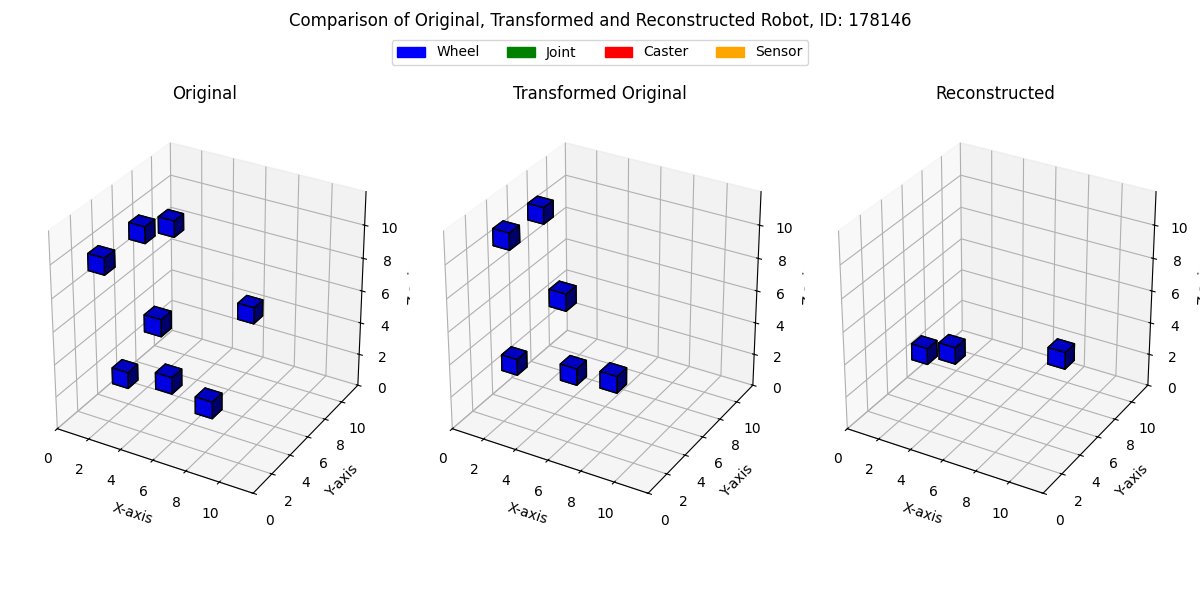 Comparison of Original, Transformed and Reconstructed Robot, ID: 178146
Wheel Joint Caster Sensor
Original Transformed Original Reconstructed
10 10 10
8 8 8
6 6 6
4 4 4
2 2 2
0 0 0
0 2 4 6 8 10 0 2 4 6 8 10 0 2 4 6 8 10
0 2 4 6 8 10 0 2 4 6 8 10 0 2 4 6 8 10
X-axis Y-axis X-axis Y-axis X-axis Y-axis